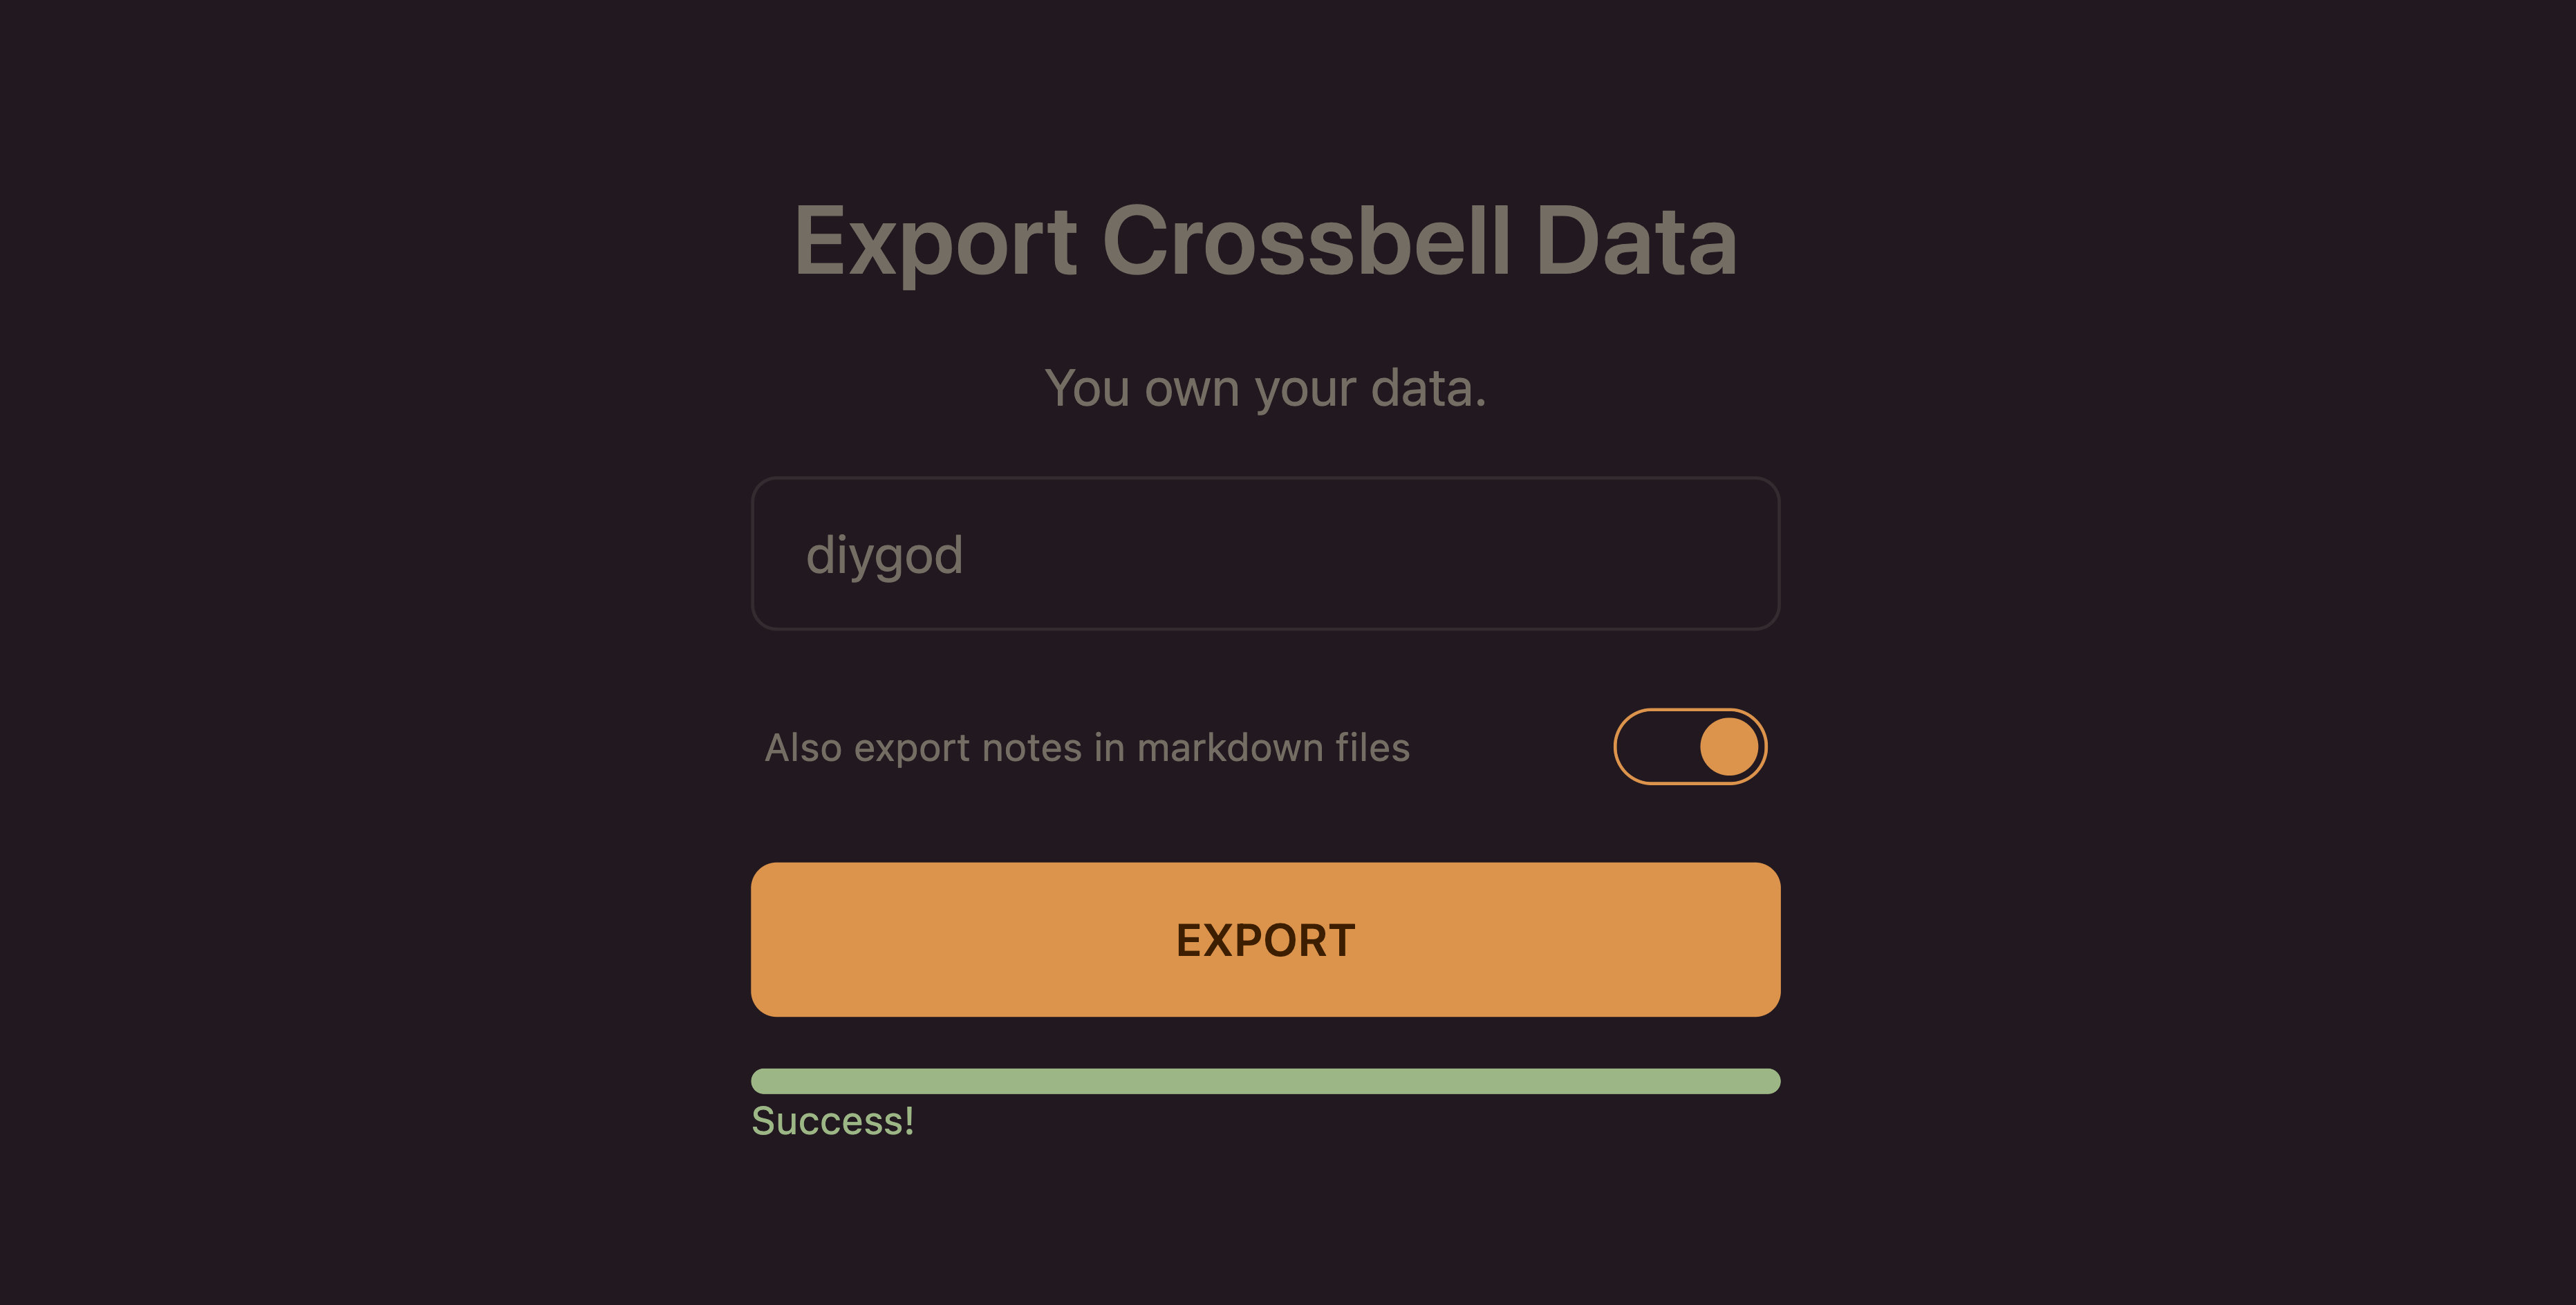 Export Crossbell Data
You own your data.
diygod
Also export notes in markdown files
EXPORT
Success!